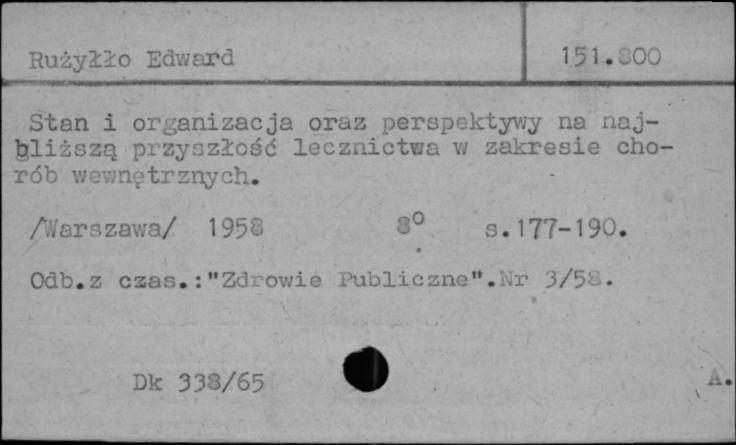 Rużyłło Edward 151.800
Stan i organizacja oraz perspektywy na naj-
bliższą przyszłość lecznictwa w zakresie cho-
rób wewnętrznych.
/Warszawa/ 1958 8° s.177-190.
Odb.z czas.:"Zdrowie Publiczne".Nr 3/58.
Dk 338/65 A.